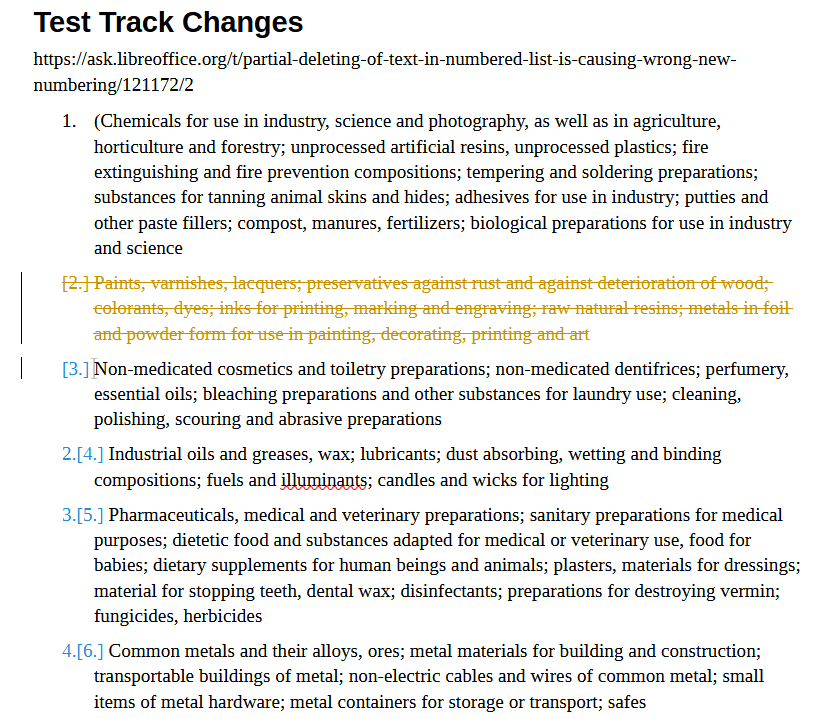 Test Track Changes
https://ask.libreoffice.org/t/partial-deleting-of-text-in-numbered-list-is-causing-wrong-new-
numbering/121172/2
1. (Chemicals for use in industry, science and photography, as well as in agriculture,
horticulture and forestry; unprocessed artificial resins, unprocessed plastics; fire
extinguishing and fire prevention compositions; tempering and soldering preparations;
substances for tanning animal skins and hides; adhesives for use in industry; putties and
other paste fillers; compost, manures, fertilizers; biological preparations for use in industry
and science
[2.] Paints, varnishes, lacquers; preservatives against rust and against deterioration of wood;
colorants, dyes; inks for printing, marking and engraving; raw natural resins; metals in foil
and powder form for use in painting, decorating, printing and art
[3.] Non-medicated cosmetics and toiletry preparations; non-medicated dentifrices; perfumery,
essential oils; bleaching preparations and other substances for laundry use; cleaning,
polishing, scouring and abrasive preparations
2.[4.] Industrial oils and greases, wax; lubricants; dust absorbing, wetting and binding
compositions; fuels and illuminants; candles and wicks for lighting
3.[5.] Pharmaceuticals, medical and veterinary preparations; sanitary preparations for medical
purposes; dietetic food and substances adapted for medical or veterinary use, food for
babies; dietary supplements for human beings and animals; plasters, materials for dressings;
material for stopping teeth, dental wax; disinfectants; preparations for destroying vermin;
fungicides, herbicides
4.[6.] Common metals and their alloys, ores; metal materials for building and construction;
transportable buildings of metal; non-electric cables and wires of common metal; small
items of metal hardware; metal containers for storage or transport; safes